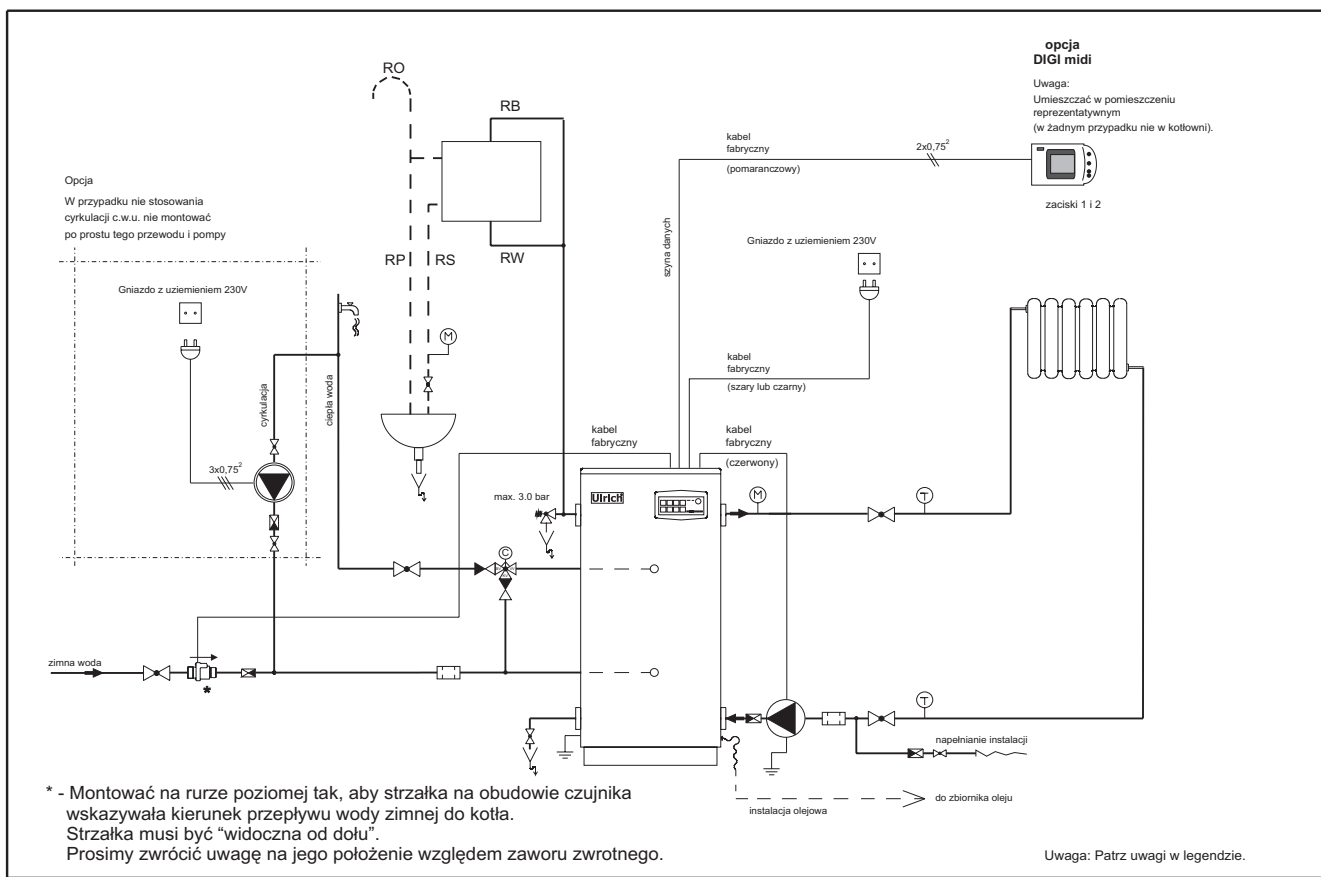 opcja
DIGI midi
Uwaga:
Umieszczać w pomieszczeniu
reprezentatywnym
(w żadnym przypadku nie w kotłowni).
zaciski 1 i 2
RO
RB
kabel
fabryczny
(pomaranczowy)
2x0,75²
Opcja
W przypadku nie stosowania
cyrkulacji c.w.u. nie montować
po prostu tego przewodu i pompy
RP
RS
RW
szyna danych
Gniazdo z uziemieniem 230V
Gniazdo z uziemieniem 230V
M
cyrkulacja
ciepła woda
kabel
fabryczny
(szary lub czarny)
3x0,75²
kabel
fabryczny
kabel
fabryczny
(czerwony)
max. 3.0 bar
Ulrich
M
T
C
zimna woda
*
T
napełnianie instalacji
instalacja olejowa
do zbiornika oleju
* - Montować na rurze poziomej tak, aby strzałka na obudowie czujnika
wskazywała kierunek przepływu wody zimnej do kotła.
Strzałka musi być “widoczna od dołu”.
Prosimy zwrócić uwagę na jego położenie względem zaworu zwrotnego.
Uwaga: Patrz uwagi w legendzie.